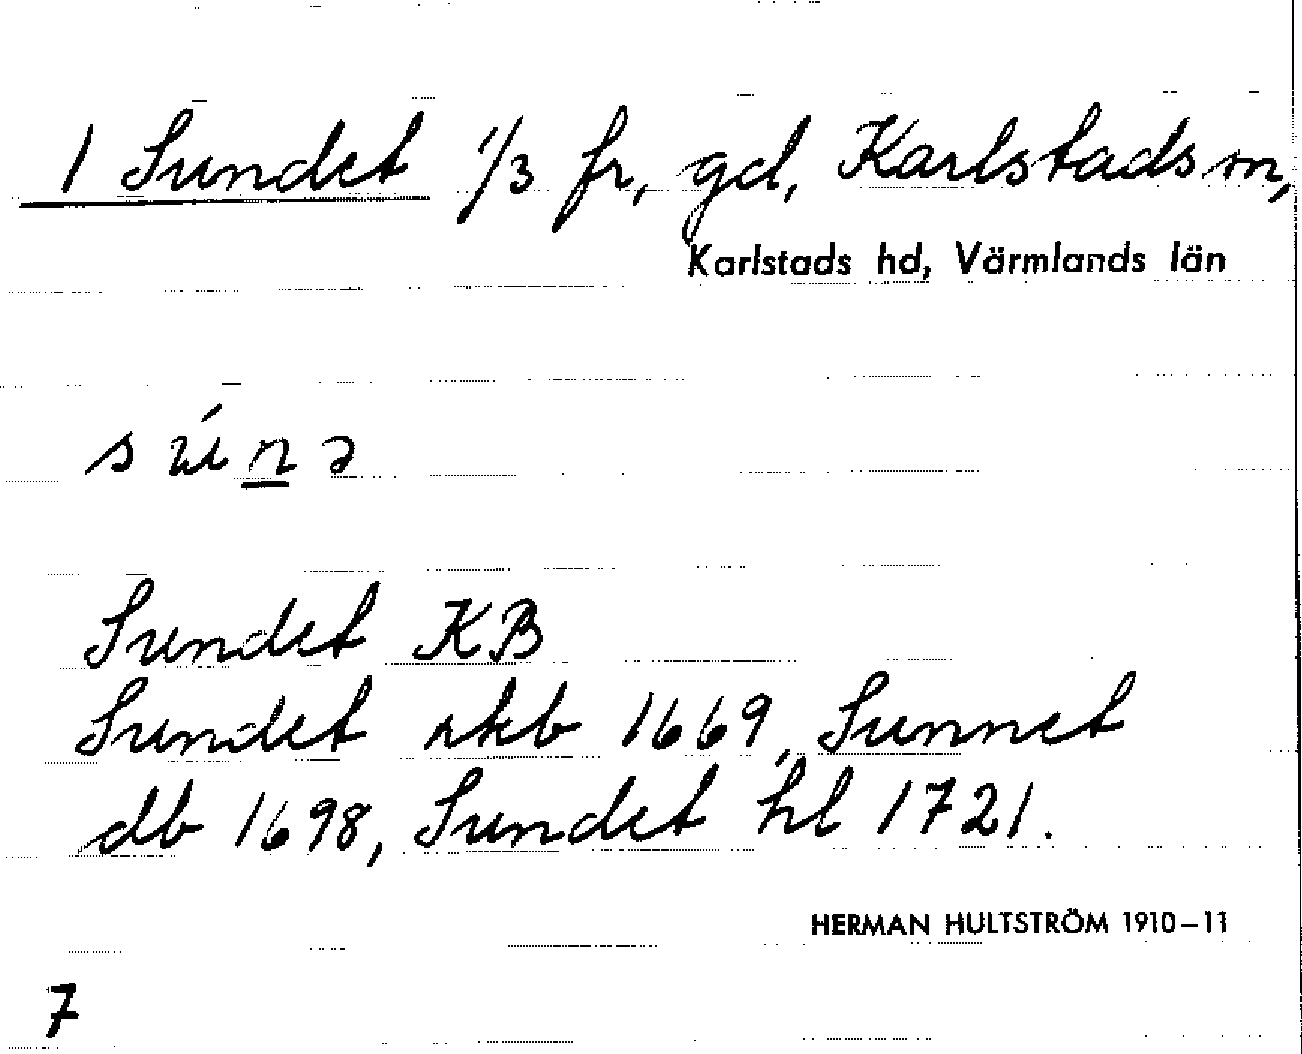 1 Sundet 1/3 fr, gd, Karlstads m,
Karlstads hd, Värmlands län
sún̲ə
Sundet KB
Sundet skb 1669, Sunnet
db 1698, Sundet hl 1721.
HERMAN HULTSTRÖM 1910–11
7